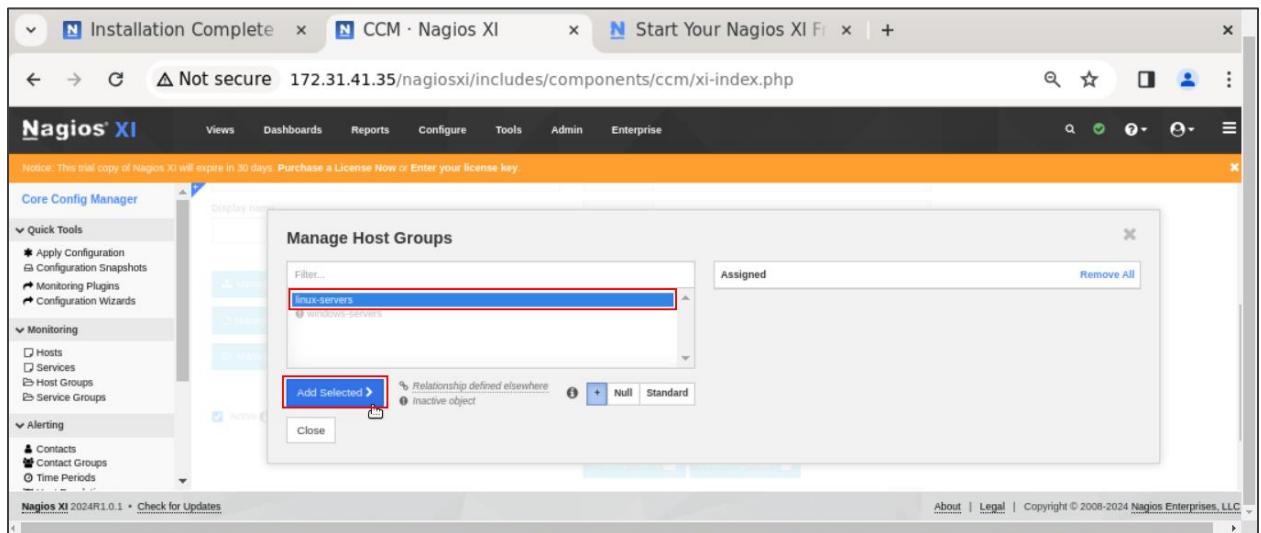 Installation Complete × CCM · Nagios XI × Start Your Nagios XI Fr × + ×
Not secure 172.31.41.35/nagiosxi/includes/components/ccm/xi-index.php
Nagios® XI Views Dashboards Reports Configure Tools Admin Enterprise
Notice: This trial copy of Nagios XI will expire in 30 days. Purchase a License Now or Enter your license key.
Core Config Manager
Display name
Quick Tools
Apply Configuration
Configuration Snapshots
Monitoring Plugins
Configuration Wizards
Monitoring
Hosts
Services
Host Groups
Service Groups
Alerting
Contacts
Contact Groups
Time Periods
Manage Host Groups
Filter...
linux-servers
windows-servers
Assigned Remove All
Add Selected Relationship defined elsewhere + Null Standard
Inactive object
Close
Active
Nagios XI 2024R1.0.1 • Check for Updates About | Legal | Copyright © 2008-2024 Nagios Enterprises, LLC